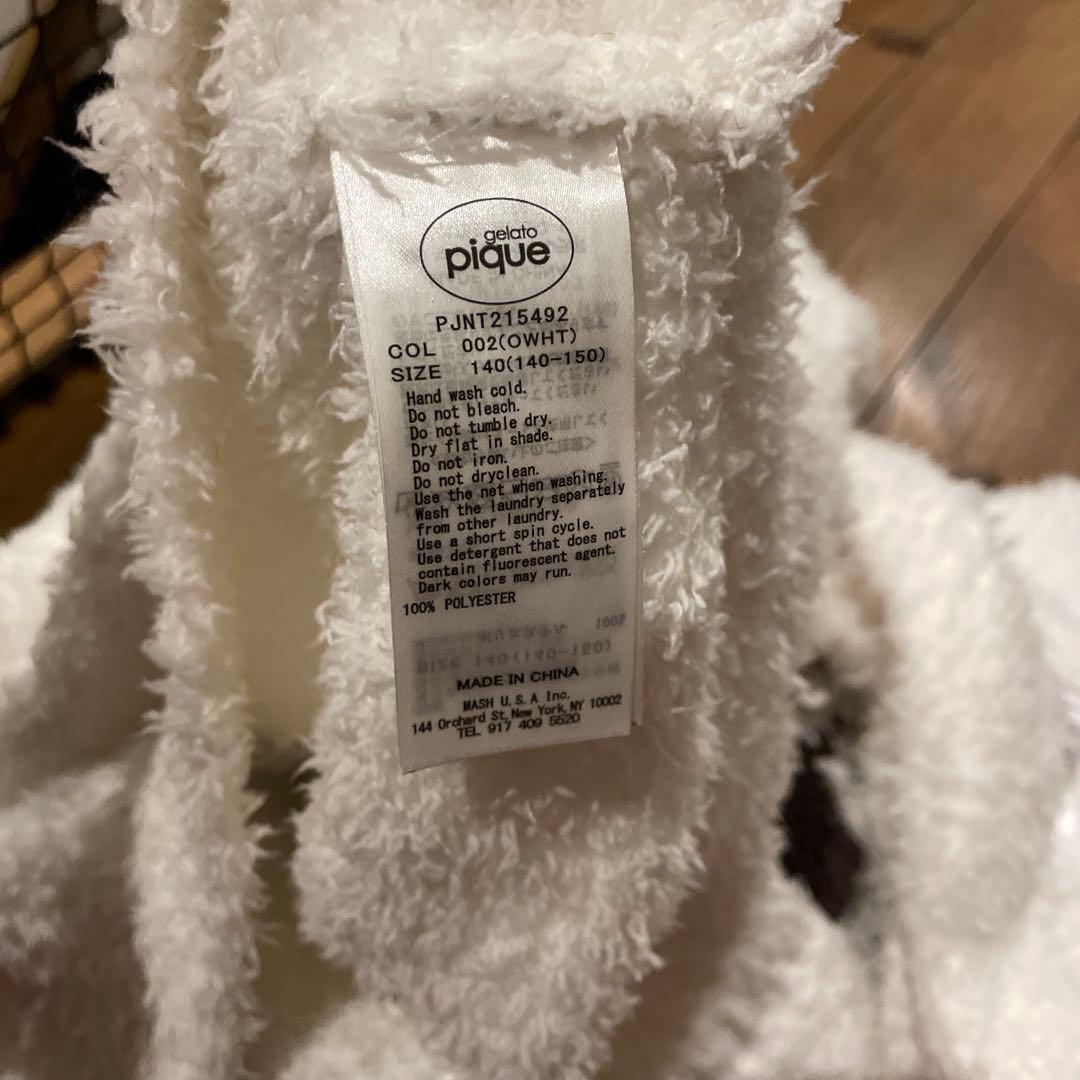 gelato
pique
PJNT215492
COL 002(OWHT)
SIZE 140(140-150)
Hand wash cold.
Do not bleach.
Do not tumble dry.
Dry flat in shade.
Do not iron.
Do not dryclean.
Use the net when washing.
Wash the laundry separately
from other laundry.
Use a short spin cycle.
Use detergent that does not
contain fluorescent agent.
Dark colors may run.
100% POLYESTER
MADE IN CHINA
MASH U.S.A Inc.
144 Orchard St, New York, NY 10002
TEL 917 409 5520